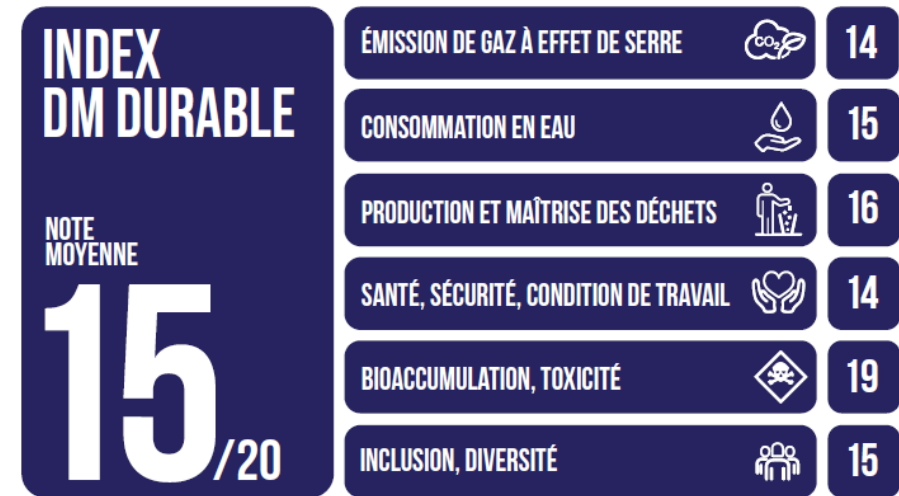 INDEX
DM DURABLE
NOTE
MOYENNE
15/20
ÉMISSION DE GAZ À EFFET DE SERRE CO₂ 14
CONSOMMATION EN EAU 15
PRODUCTION ET MAÎTRISE DES DÉCHETS 16
SANTÉ, SÉCURITÉ, CONDITION DE TRAVAIL 14
BIOACCUMULATION, TOXICITÉ 19
INCLUSION, DIVERSITÉ 15